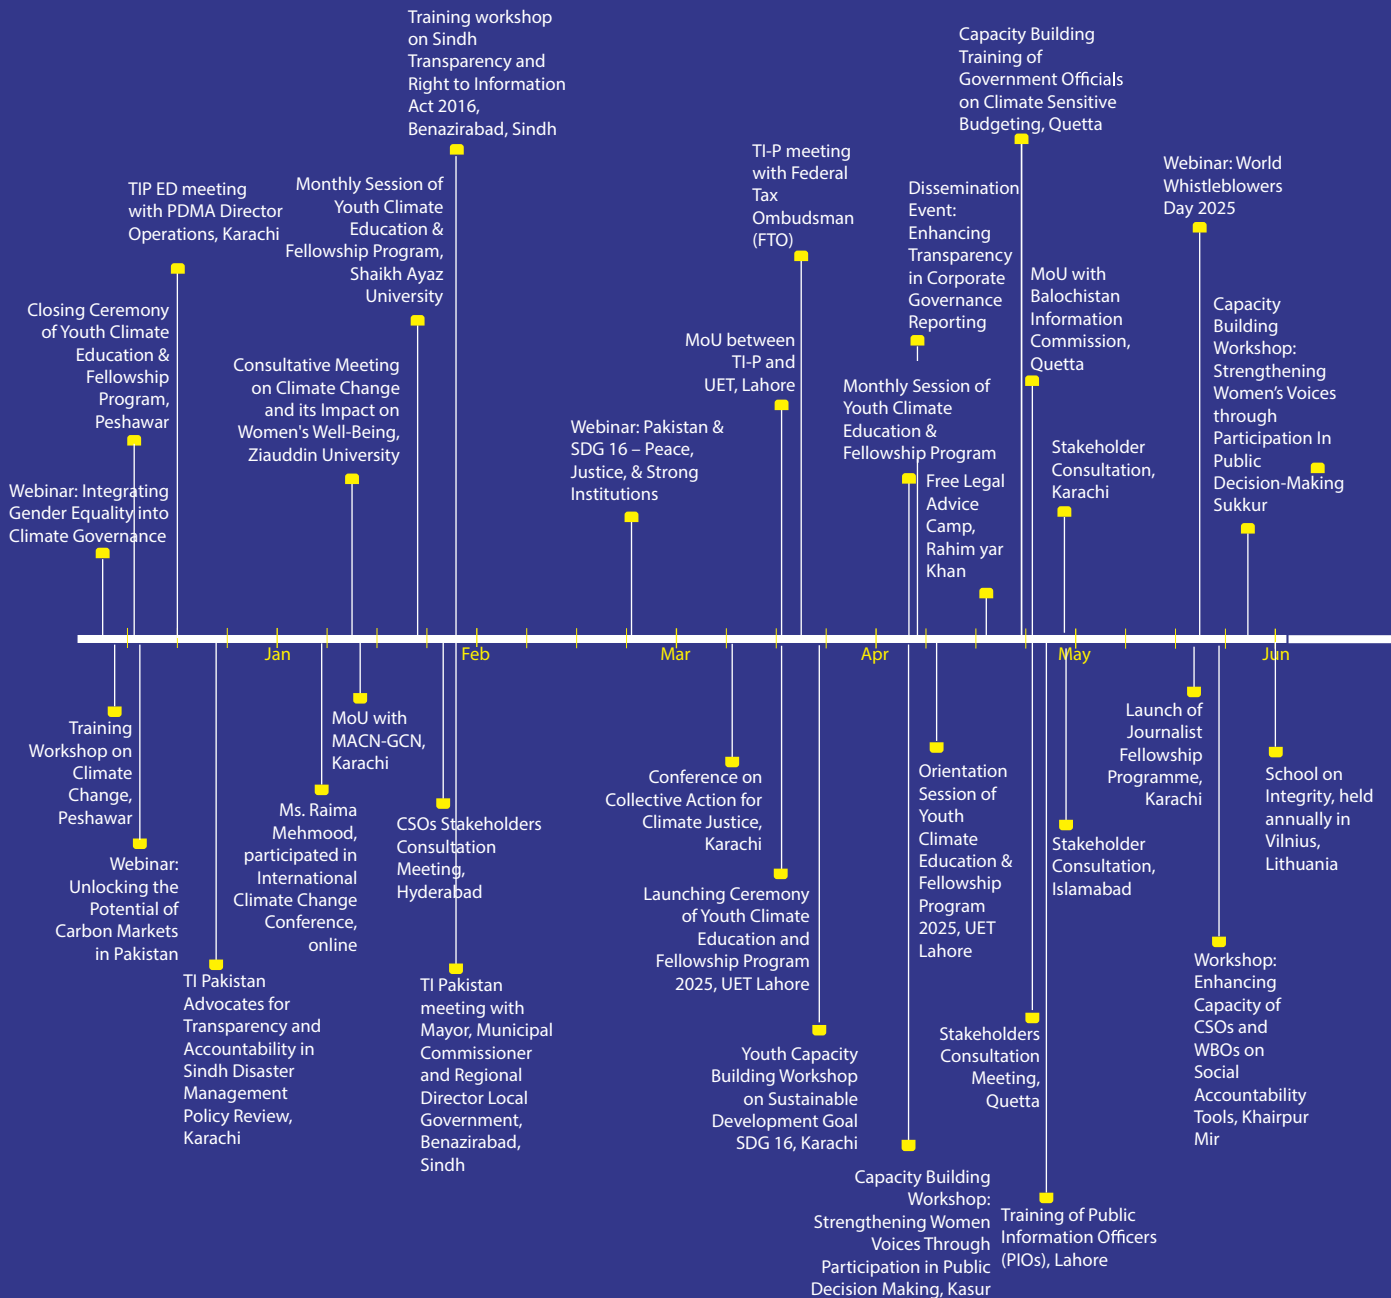 Training workshop
on Sindh
Transparency and
Right to Information
Act 2016,
Benazirabad, Sindh
Capacity Building
Training of
Government Officials
on Climate Sensitive
Budgeting, Quetta
TI-P meeting
with Federal
Tax
Ombudsman
(FTO)
Webinar: World
Whistleblowers
Day 2025
TIP ED meeting
with PDMA Director
Operations, Karachi
Monthly Session of
Youth Climate
Education &
Fellowship Program,
Shaikh Ayaz
University
Dissemination
Event:
Enhancing
Transparency
in Corporate
Governance
Reporting
MoU with
Balochistan
Information
Commission,
Quetta
Closing Ceremony
of Youth Climate
Education &
Fellowship
Program,
Peshawar
Capacity
Building
Workshop:
Strengthening
Women's Voices
through
Participation In
Public
Decision-Making
Sukkur
Consultative Meeting
on Climate Change
and its Impact on
Women's Well-Being,
Ziauddin University
MoU between
TI-P and
UET, Lahore
Monthly Session of
Youth Climate
Education &
Fellowship Program
Webinar: Pakistan &
SDG 16 – Peace,
Justice, & Strong
Institutions
Stakeholder
Consultation,
Karachi
Webinar: Integrating
Gender Equality into
Climate Governance
Free Legal
Advice
Camp,
Rahim yar
Khan
Jan
Feb
Mar
Apr
May
Jun
Training
Workshop on
Climate
Change,
Peshawar
MoU with
MACN-GCN,
Karachi
Launch of
Journalist
Fellowship
Programme,
Karachi
Conference on
Collective Action for
Climate Justice,
Karachi
Orientation
Session of
Youth
Climate
Education &
Fellowship
Program
2025, UET
Lahore
School on
Integrity, held
annually in
Vilnius,
Lithuania
Ms. Raima
Mehmood,
participated in
International
Climate Change
Conference,
online
CSOs Stakeholders
Consultation
Meeting,
Hyderabad
Stakeholder
Consultation,
Islamabad
Webinar:
Unlocking the
Potential of
Carbon Markets
in Pakistan
Launching Ceremony
of Youth Climate
Education and
Fellowship Program
2025, UET Lahore
Workshop:
Enhancing
Capacity of
CSOs and
WBOs on
Social
Accountability
Tools, Khairpur
Mir
TI Pakistan
Advocates for
Transparency and
Accountability in
Sindh Disaster
Management
Policy Review,
Karachi
TI Pakistan
meeting with
Mayor, Municipal
Commissioner
and Regional
Director Local
Government,
Benazirabad,
Sindh
Stakeholders
Consultation
Meeting,
Quetta
Youth Capacity
Building Workshop
on Sustainable
Development Goal
SDG 16, Karachi
Capacity Building
Workshop:
Strengthening Women
Voices Through
Participation in Public
Decision Making, Kasur
Training of Public
Information Officers
(PIOs), Lahore